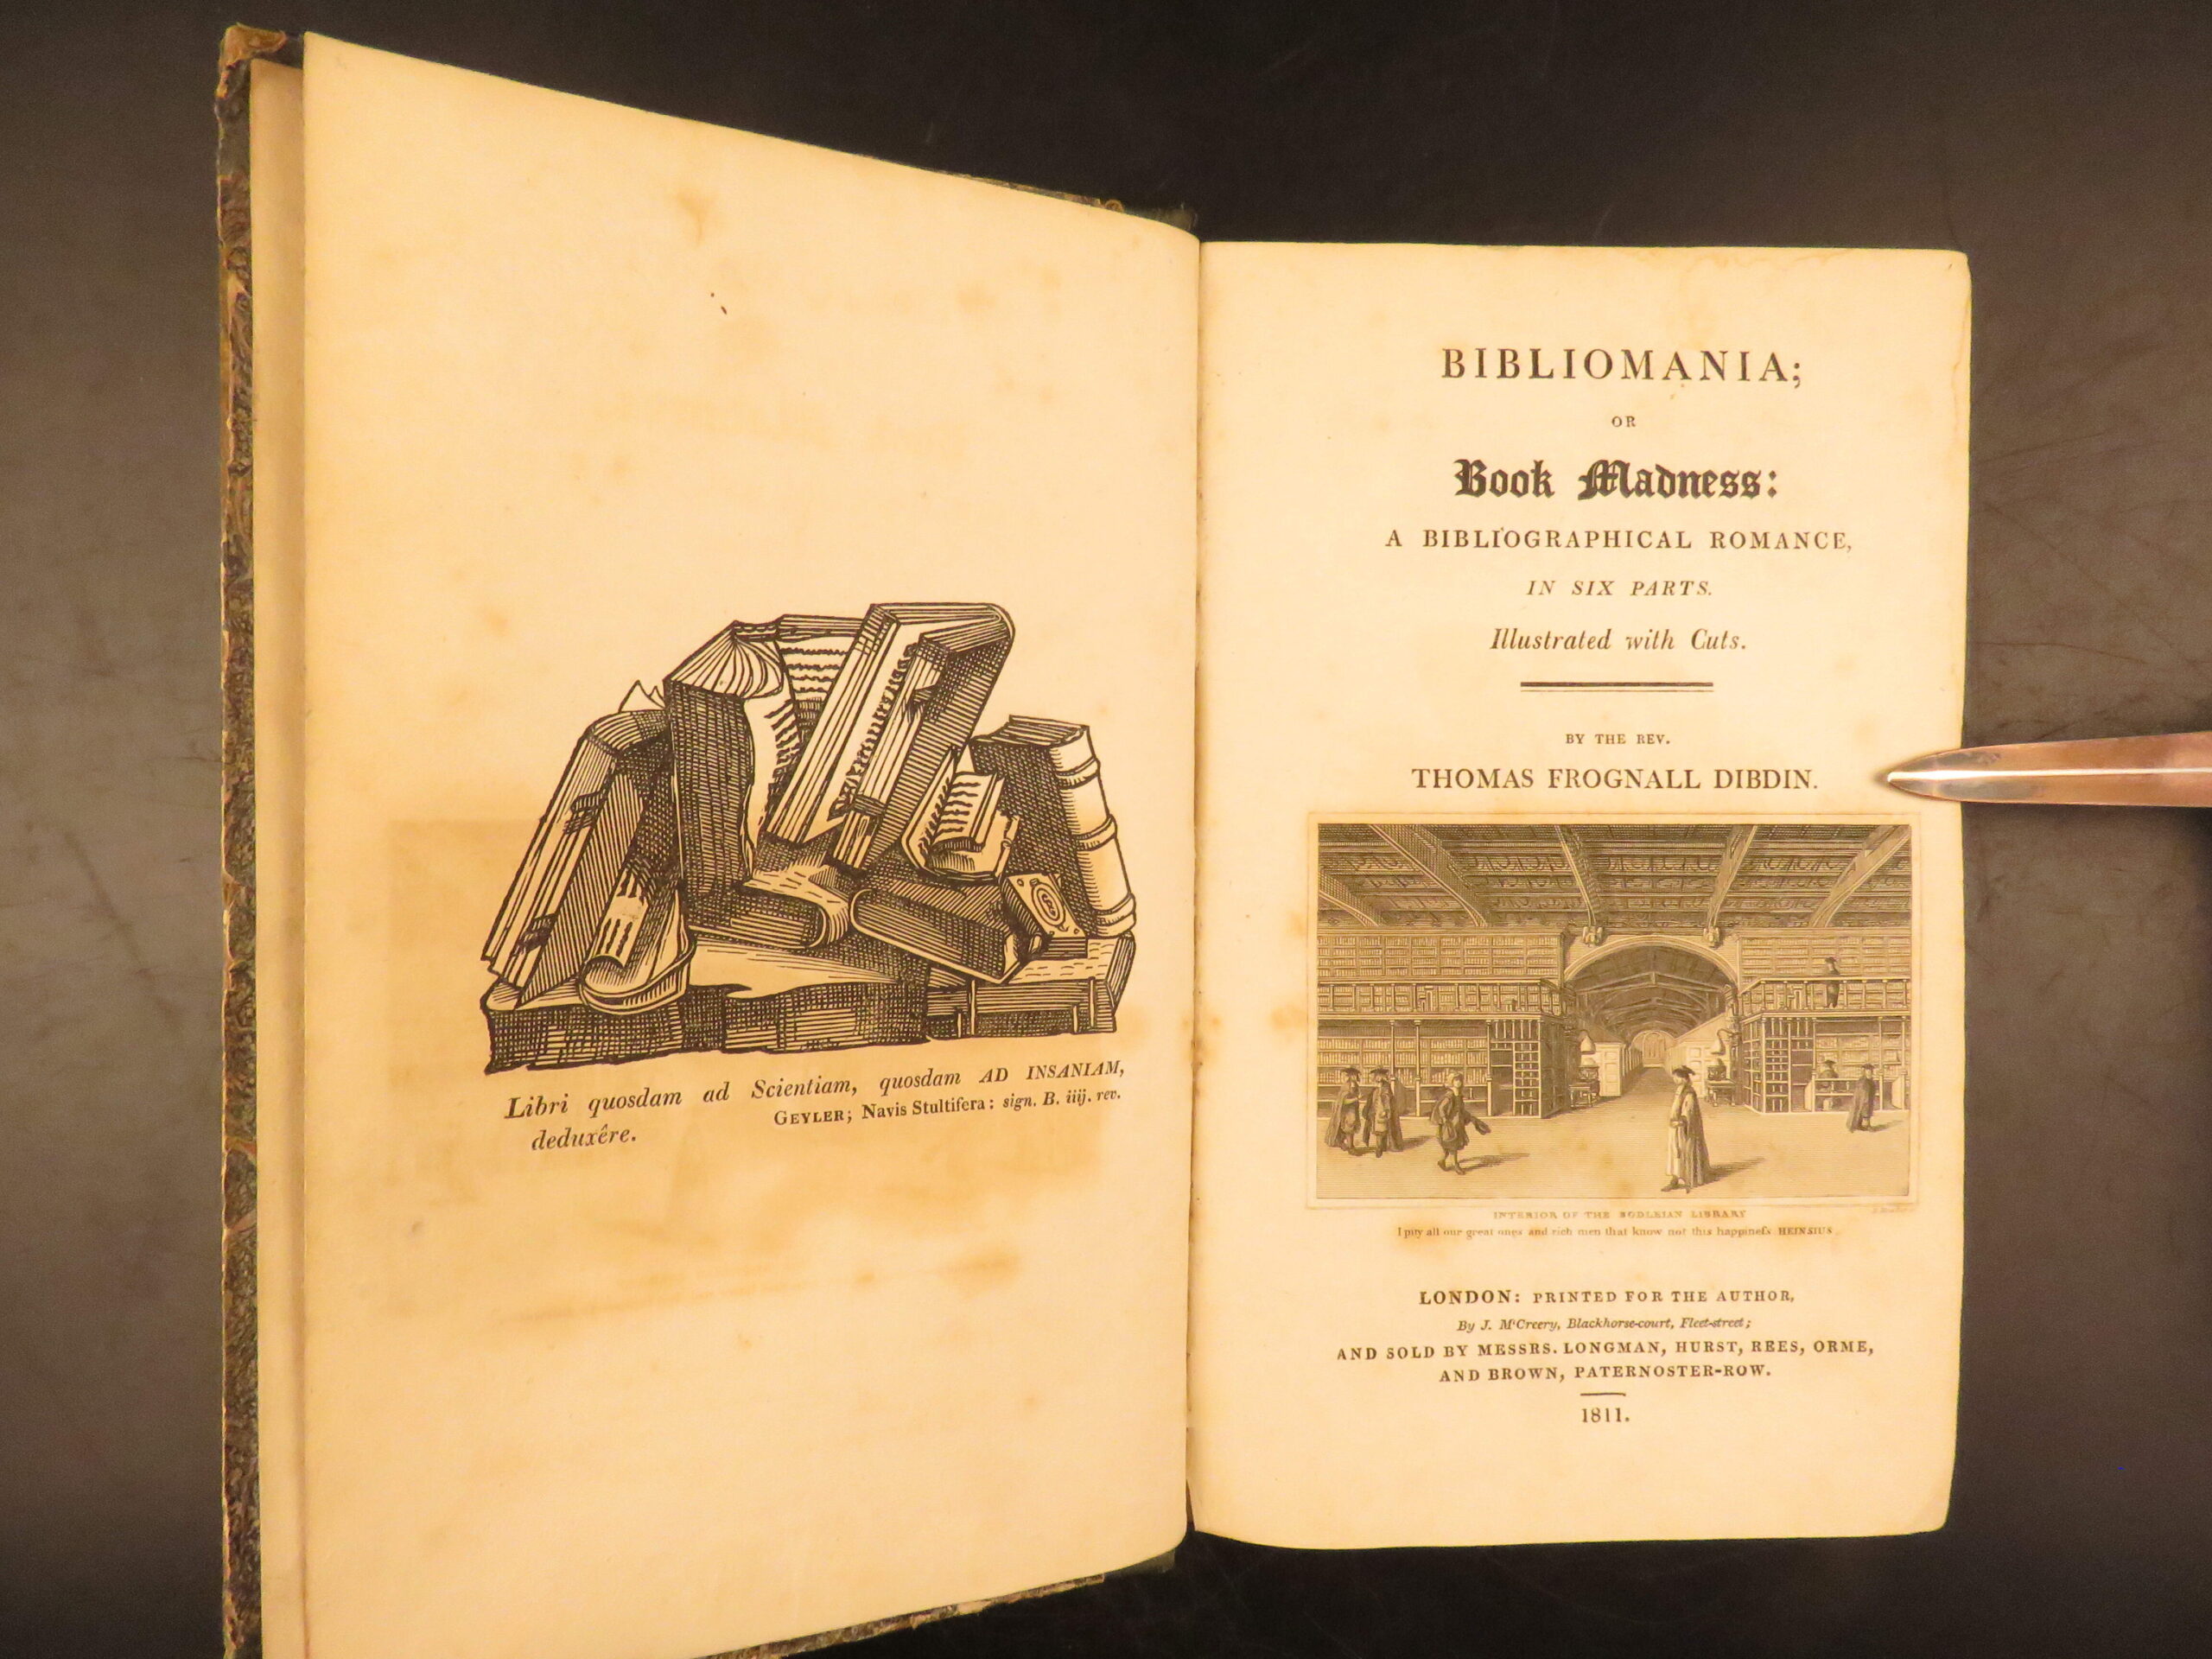 Libri quosdam ad Scientiam, quosdam AD INSANIAM,
deduxêre.
GEYLER; Navis Stultifera: sign. B. iiij. rev.
BIBLIOMANIA;
OR
Book Madness:
A BIBLIOGRAPHICAL ROMANCE,
IN SIX PARTS.
Illustrated with Cuts.
BY THE REV.
THOMAS FROGNALL DIBDIN.
INTERIOR OF THE BODLEIAN LIBRARY
I pity all our great ones and rich men that know not this happineſs HEINSIUS
LONDON: PRINTED FOR THE AUTHOR,
By J. M'Creery, Blackhorse-court, Fleet-street;
AND SOLD BY MESSRS. LONGMAN, HURST, REES, ORME,
AND BROWN, PATERNOSTER-ROW.
1811.